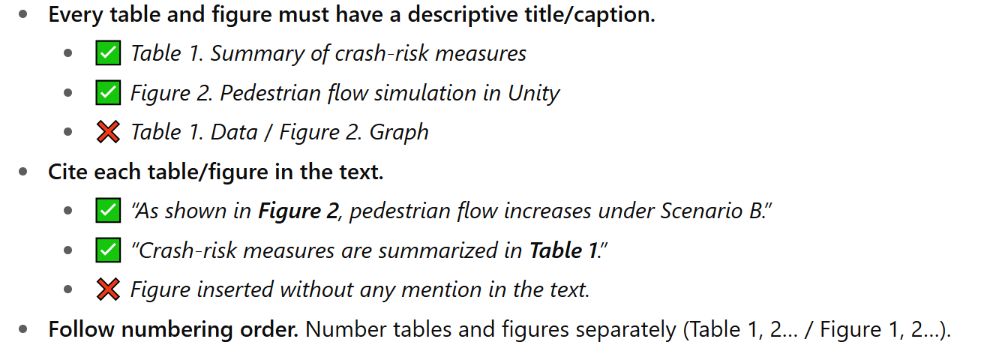 • Every table and figure must have a descriptive title/caption.
• ✅ Table 1. Summary of crash-risk measures
• ✅ Figure 2. Pedestrian flow simulation in Unity
• ❌ Table 1. Data / Figure 2. Graph
• Cite each table/figure in the text.
• ✅ “As shown in Figure 2, pedestrian flow increases under Scenario B.”
• ✅ “Crash-risk measures are summarized in Table 1.”
• ❌ Figure inserted without any mention in the text.
• Follow numbering order. Number tables and figures separately (Table 1, 2… / Figure 1, 2…).